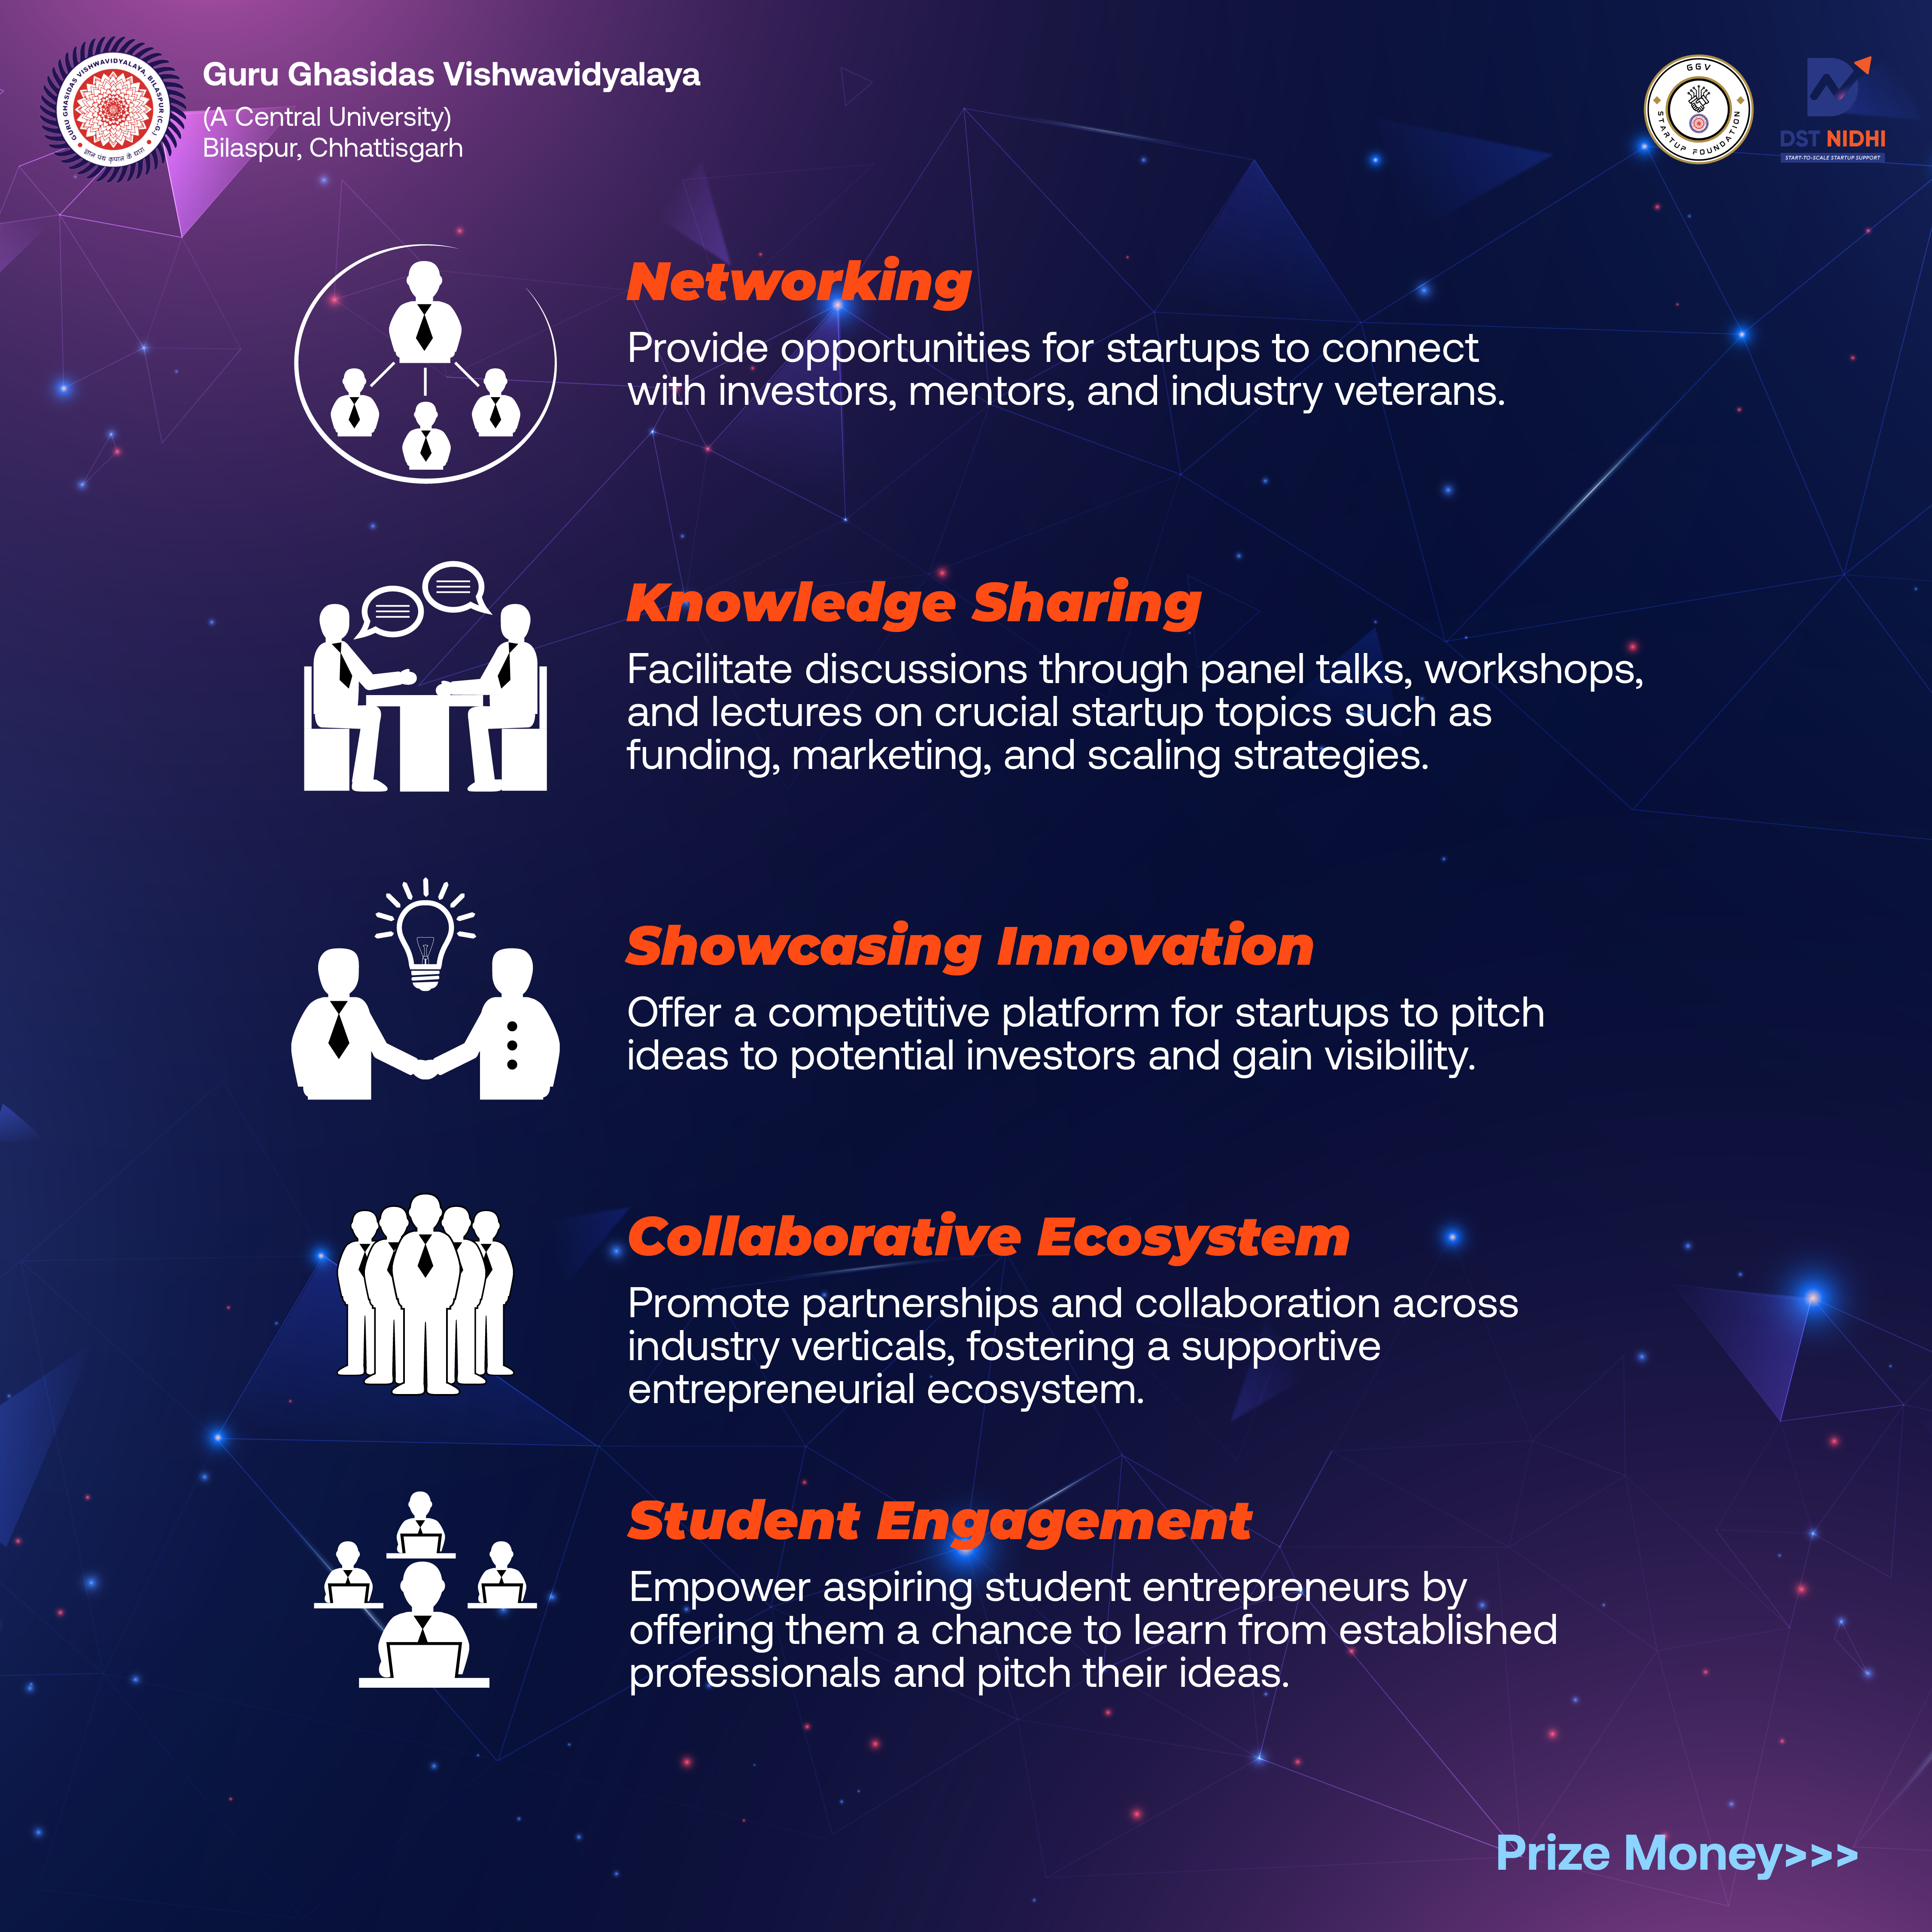 GURU GHASIDAS VISHWAVIDYALAYA, BILASPUR (C.G.)
Guru Ghasidas Vishwavidyalaya
(A Central University)
Bilaspur, Chhattisgarh
GGV
STARTUP FOUNDATION
DST NIDHI
START-TO-SCALE STARTUP SUPPORT
Networking
Provide opportunities for startups to connect
with investors, mentors, and industry veterans.
Knowledge Sharing
Facilitate discussions through panel talks, workshops,
and lectures on crucial startup topics such as
funding, marketing, and scaling strategies.
Showcasing Innovation
Offer a competitive platform for startups to pitch
ideas to potential investors and gain visibility.
Collaborative Ecosystem
Promote partnerships and collaboration across
industry verticals, fostering a supportive
entrepreneurial ecosystem.
Student Engagement
Empower aspiring student entrepreneurs by
offering them a chance to learn from established
professionals and pitch their ideas.
Prize Money>>>